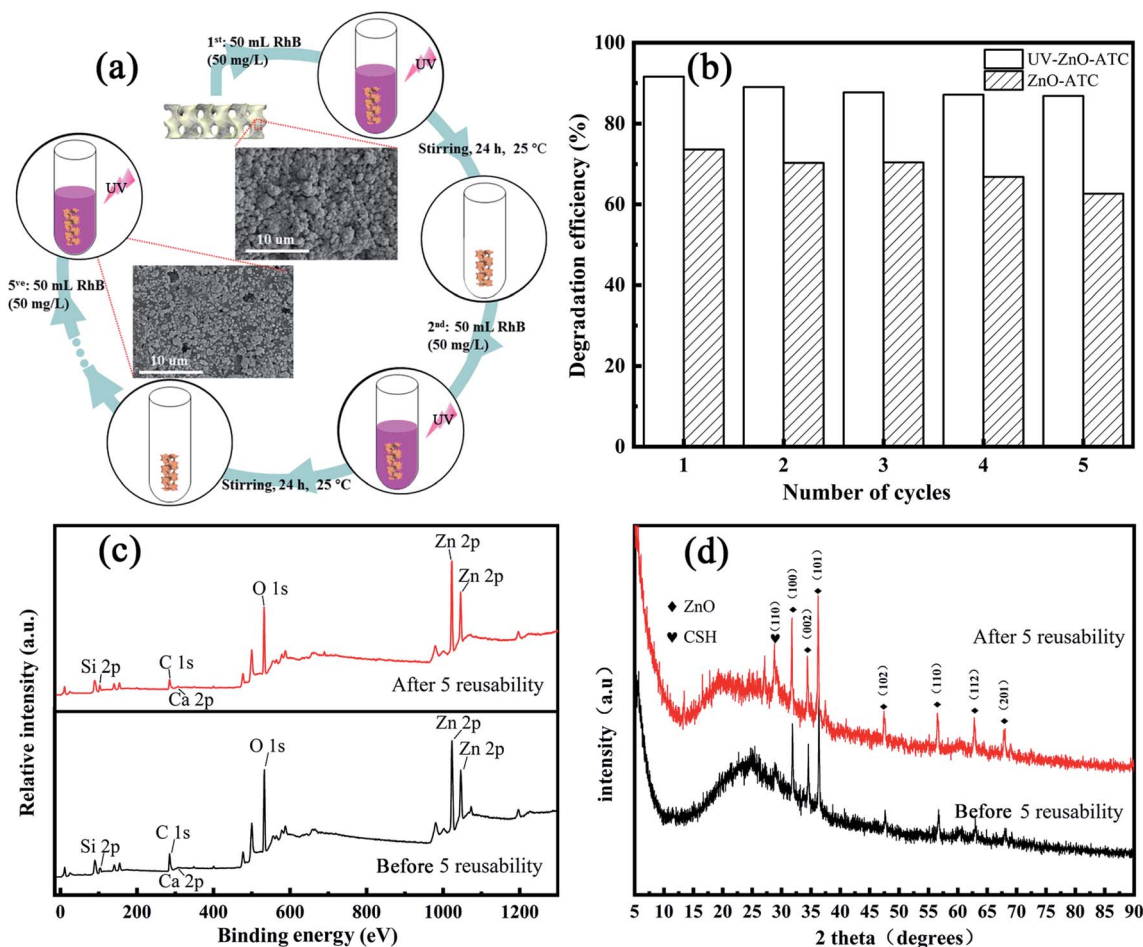 (a)
1st: 50 mL RhB
(50 mg/L)
UV
Stirring, 24 h, 25 °C
10 um
2nd: 50 mL RhB
(50 mg/L)
UV
Stirring, 24 h, 25 °C
5ve: 50 mL RhB
(50 mg/L)
UV
10 um
(b)
UV-ZnO-ATC
ZnO-ATC
Degradation efficiency (%)
100
80
60
40
20
0
1 2 3 4 5
Number of cycles
(c)
Zn 2p
Zn 2p
O 1s
Si 2p
C 1s
Ca 2p
After 5 reusability
Zn 2p
Zn 2p
O 1s
Si 2p
C 1s
Ca 2p
Before 5 reusability
Relative intensity (a.u.)
0 200 400 600 800 1000 1200
Binding energy (eV)
(d)
ZnO
CSH
(110)
(100)
(002)
(101)
(102)
(110)
(112)
(201)
After 5 reusability
Before 5 reusability
intensity (a.u)
5 10 15 20 25 30 35 40 45 50 55 60 65 70 75 80 85 90
2 theta (degrees)